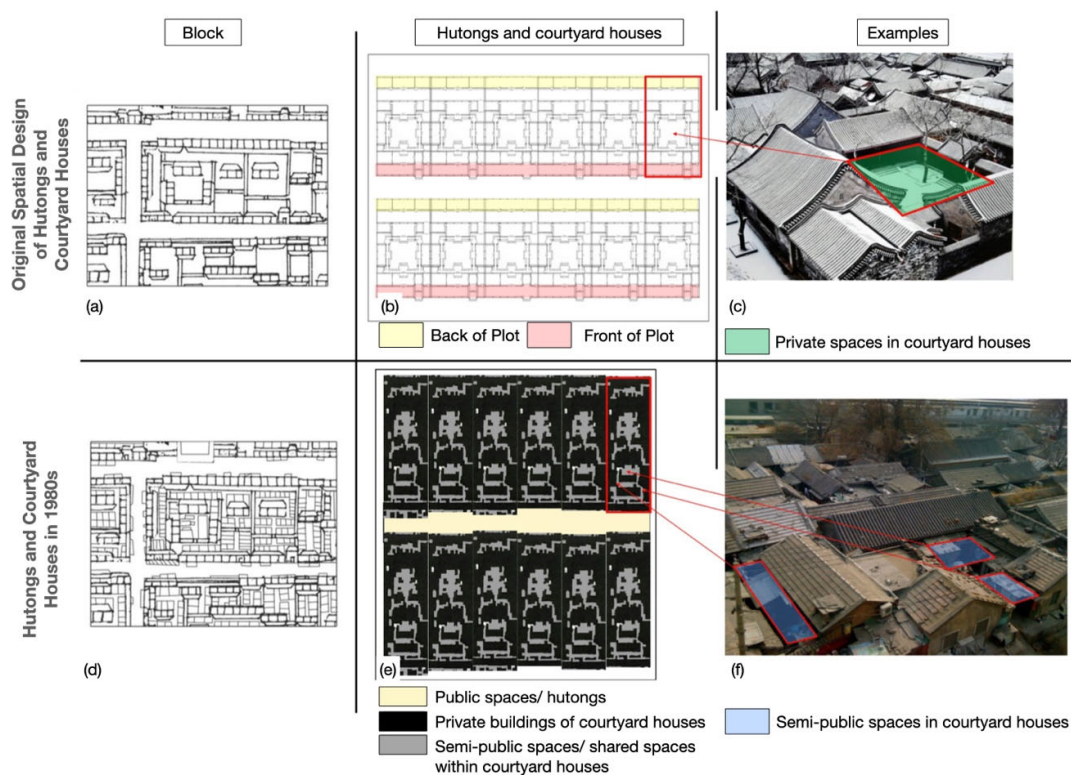 Block
Hutongs and courtyard houses
Examples
Original Spatial Design
of Hutongs and
Courtyard Houses
(a)
(b)
(c)
Back of Plot
Front of Plot
Private spaces in courtyard houses
Hutongs and Courtyard
Houses in 1980s
(d)
(e)
(f)
Public spaces/ hutongs
Private buildings of courtyard houses
Semi-public spaces/ shared spaces
within courtyard houses
Semi-public spaces in courtyard houses